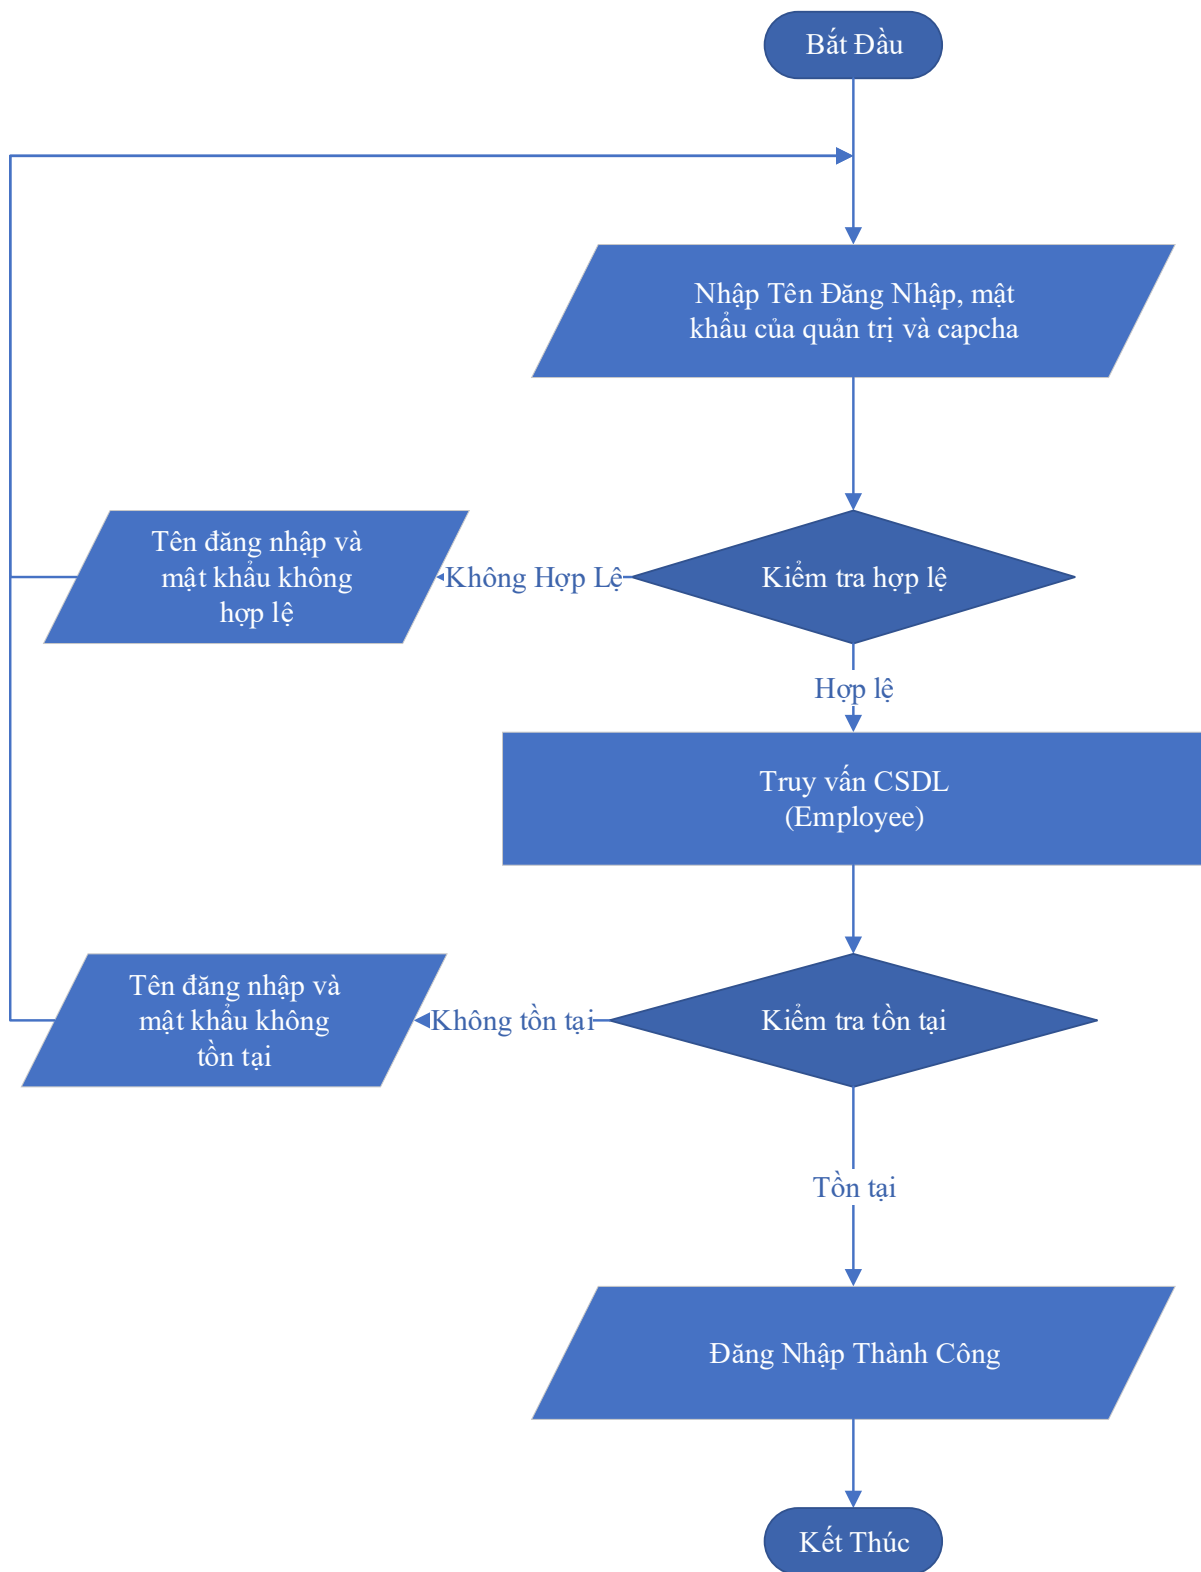 Bắt Đầu
Nhập Tên Đăng Nhập, mật
khẩu của quản trị và capcha
Tên đăng nhập và
mật khẩu không
hợp lệ
Không Hợp Lệ
Kiểm tra hợp lệ
Hợp lệ
Truy vấn CSDL
(Employee)
Tên đăng nhập và
mật khẩu không
tồn tại
Không tồn tại
Kiểm tra tồn tại
Tồn tại
Đăng Nhập Thành Công
Kết Thúc